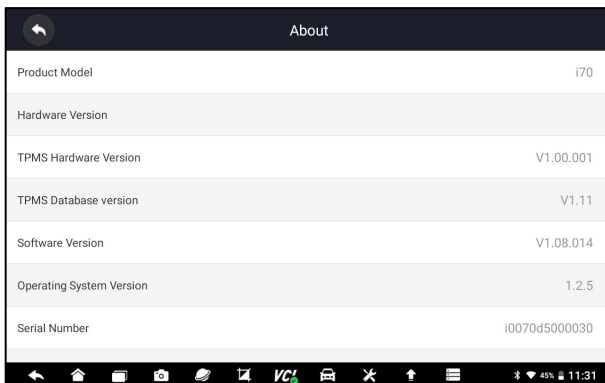 About
Product Model i70
Hardware Version
TPMS Hardware Version V1.00.001
TPMS Database version V1.11
Software Version V1.08.014
Operating System Version 1.2.5
Serial Number i0070d5000030
VCI 45% 11:31